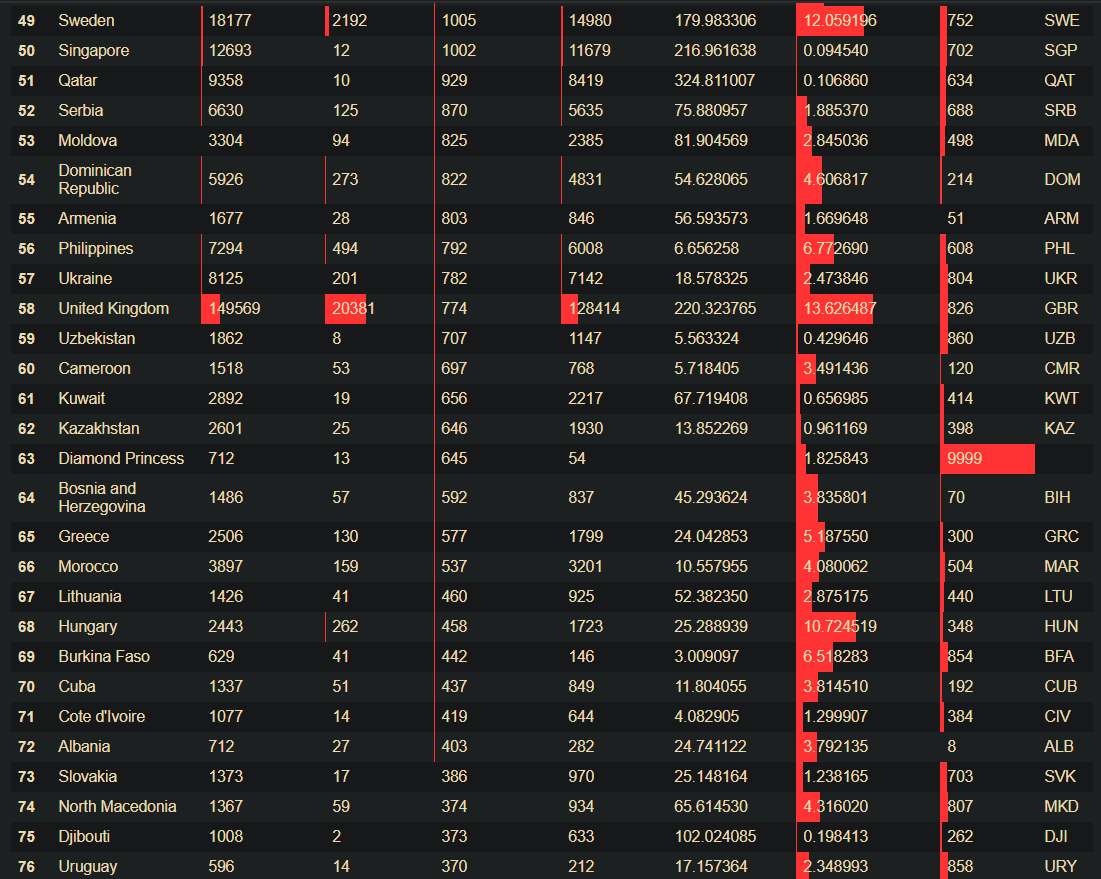 49 Sweden 18177 2192 1005 14980 179.983306 12.059196 752 SWE
50 Singapore 12693 12 1002 11679 216.961638 0.094540 702 SGP
51 Qatar 9358 10 929 8419 324.811007 0.106860 634 QAT
52 Serbia 6630 125 870 5635 75.880957 1.885370 688 SRB
53 Moldova 3304 94 825 2385 81.904569 2.845036 498 MDA
54 Dominican Republic 5926 273 822 4831 54.628065 4.606817 214 DOM
55 Armenia 1677 28 803 846 56.593573 1.669648 51 ARM
56 Philippines 7294 494 792 6008 6.656258 6.772690 608 PHL
57 Ukraine 8125 201 782 7142 18.578325 2.473846 804 UKR
58 United Kingdom 149569 20381 774 128414 220.323765 13.626487 826 GBR
59 Uzbekistan 1862 8 707 1147 5.563324 0.429646 860 UZB
60 Cameroon 1518 53 697 768 5.718405 3.491436 120 CMR
61 Kuwait 2892 19 656 2217 67.719408 0.656985 414 KWT
62 Kazakhstan 2601 25 646 1930 13.852269 0.961169 398 KAZ
63 Diamond Princess 712 13 645 54 1.825843 9999
64 Bosnia and Herzegovina 1486 57 592 837 45.293624 3.835801 70 BIH
65 Greece 2506 130 577 1799 24.042853 5.187550 300 GRC
66 Morocco 3897 159 537 3201 10.557955 4.080062 504 MAR
67 Lithuania 1426 41 460 925 52.382350 2.875175 440 LTU
68 Hungary 2443 262 458 1723 25.288939 10.724519 348 HUN
69 Burkina Faso 629 41 442 146 3.009097 6.518283 854 BFA
70 Cuba 1337 51 437 849 11.804055 3.814510 192 CUB
71 Cote d'Ivoire 1077 14 419 644 4.082905 1.299907 384 CIV
72 Albania 712 27 403 282 24.741122 3.792135 8 ALB
73 Slovakia 1373 17 386 970 25.148164 1.238165 703 SVK
74 North Macedonia 1367 59 374 934 65.614530 4.316020 807 MKD
75 Djibouti 1008 2 373 633 102.024085 0.198413 262 DJI
76 Uruguay 596 14 370 212 17.157364 2.348993 858 URY